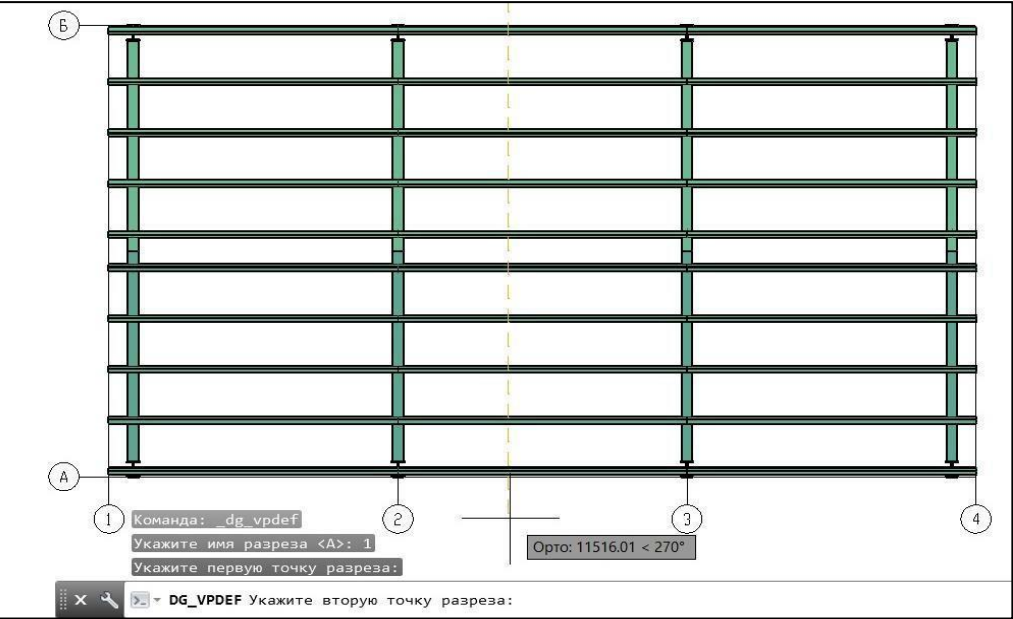 Б
А
1 2 3 4
Команда: _dg_vpdef
Укажите имя разреза <А>: 1
Укажите первую точку разреза:
Орто: 11516.01 < 270°
DG_VPDEF Укажите вторую точку разреза: